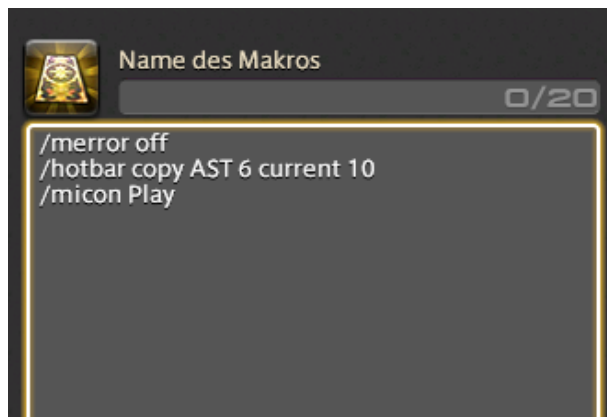 Name des Makros
0/20
/merror off
/hotbar copy AST 6 current 10
/micon Play